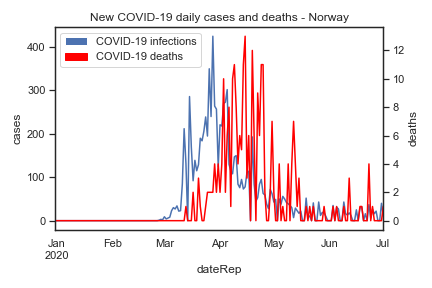 New COVID-19 daily cases and deaths - Norway
COVID-19 infections
COVID-19 deaths
400
300
200
100
0
cases
12
10
8
6
4
2
0
deaths
Jan
2020
Feb
Mar
Apr
May
Jun
Jul
dateRep